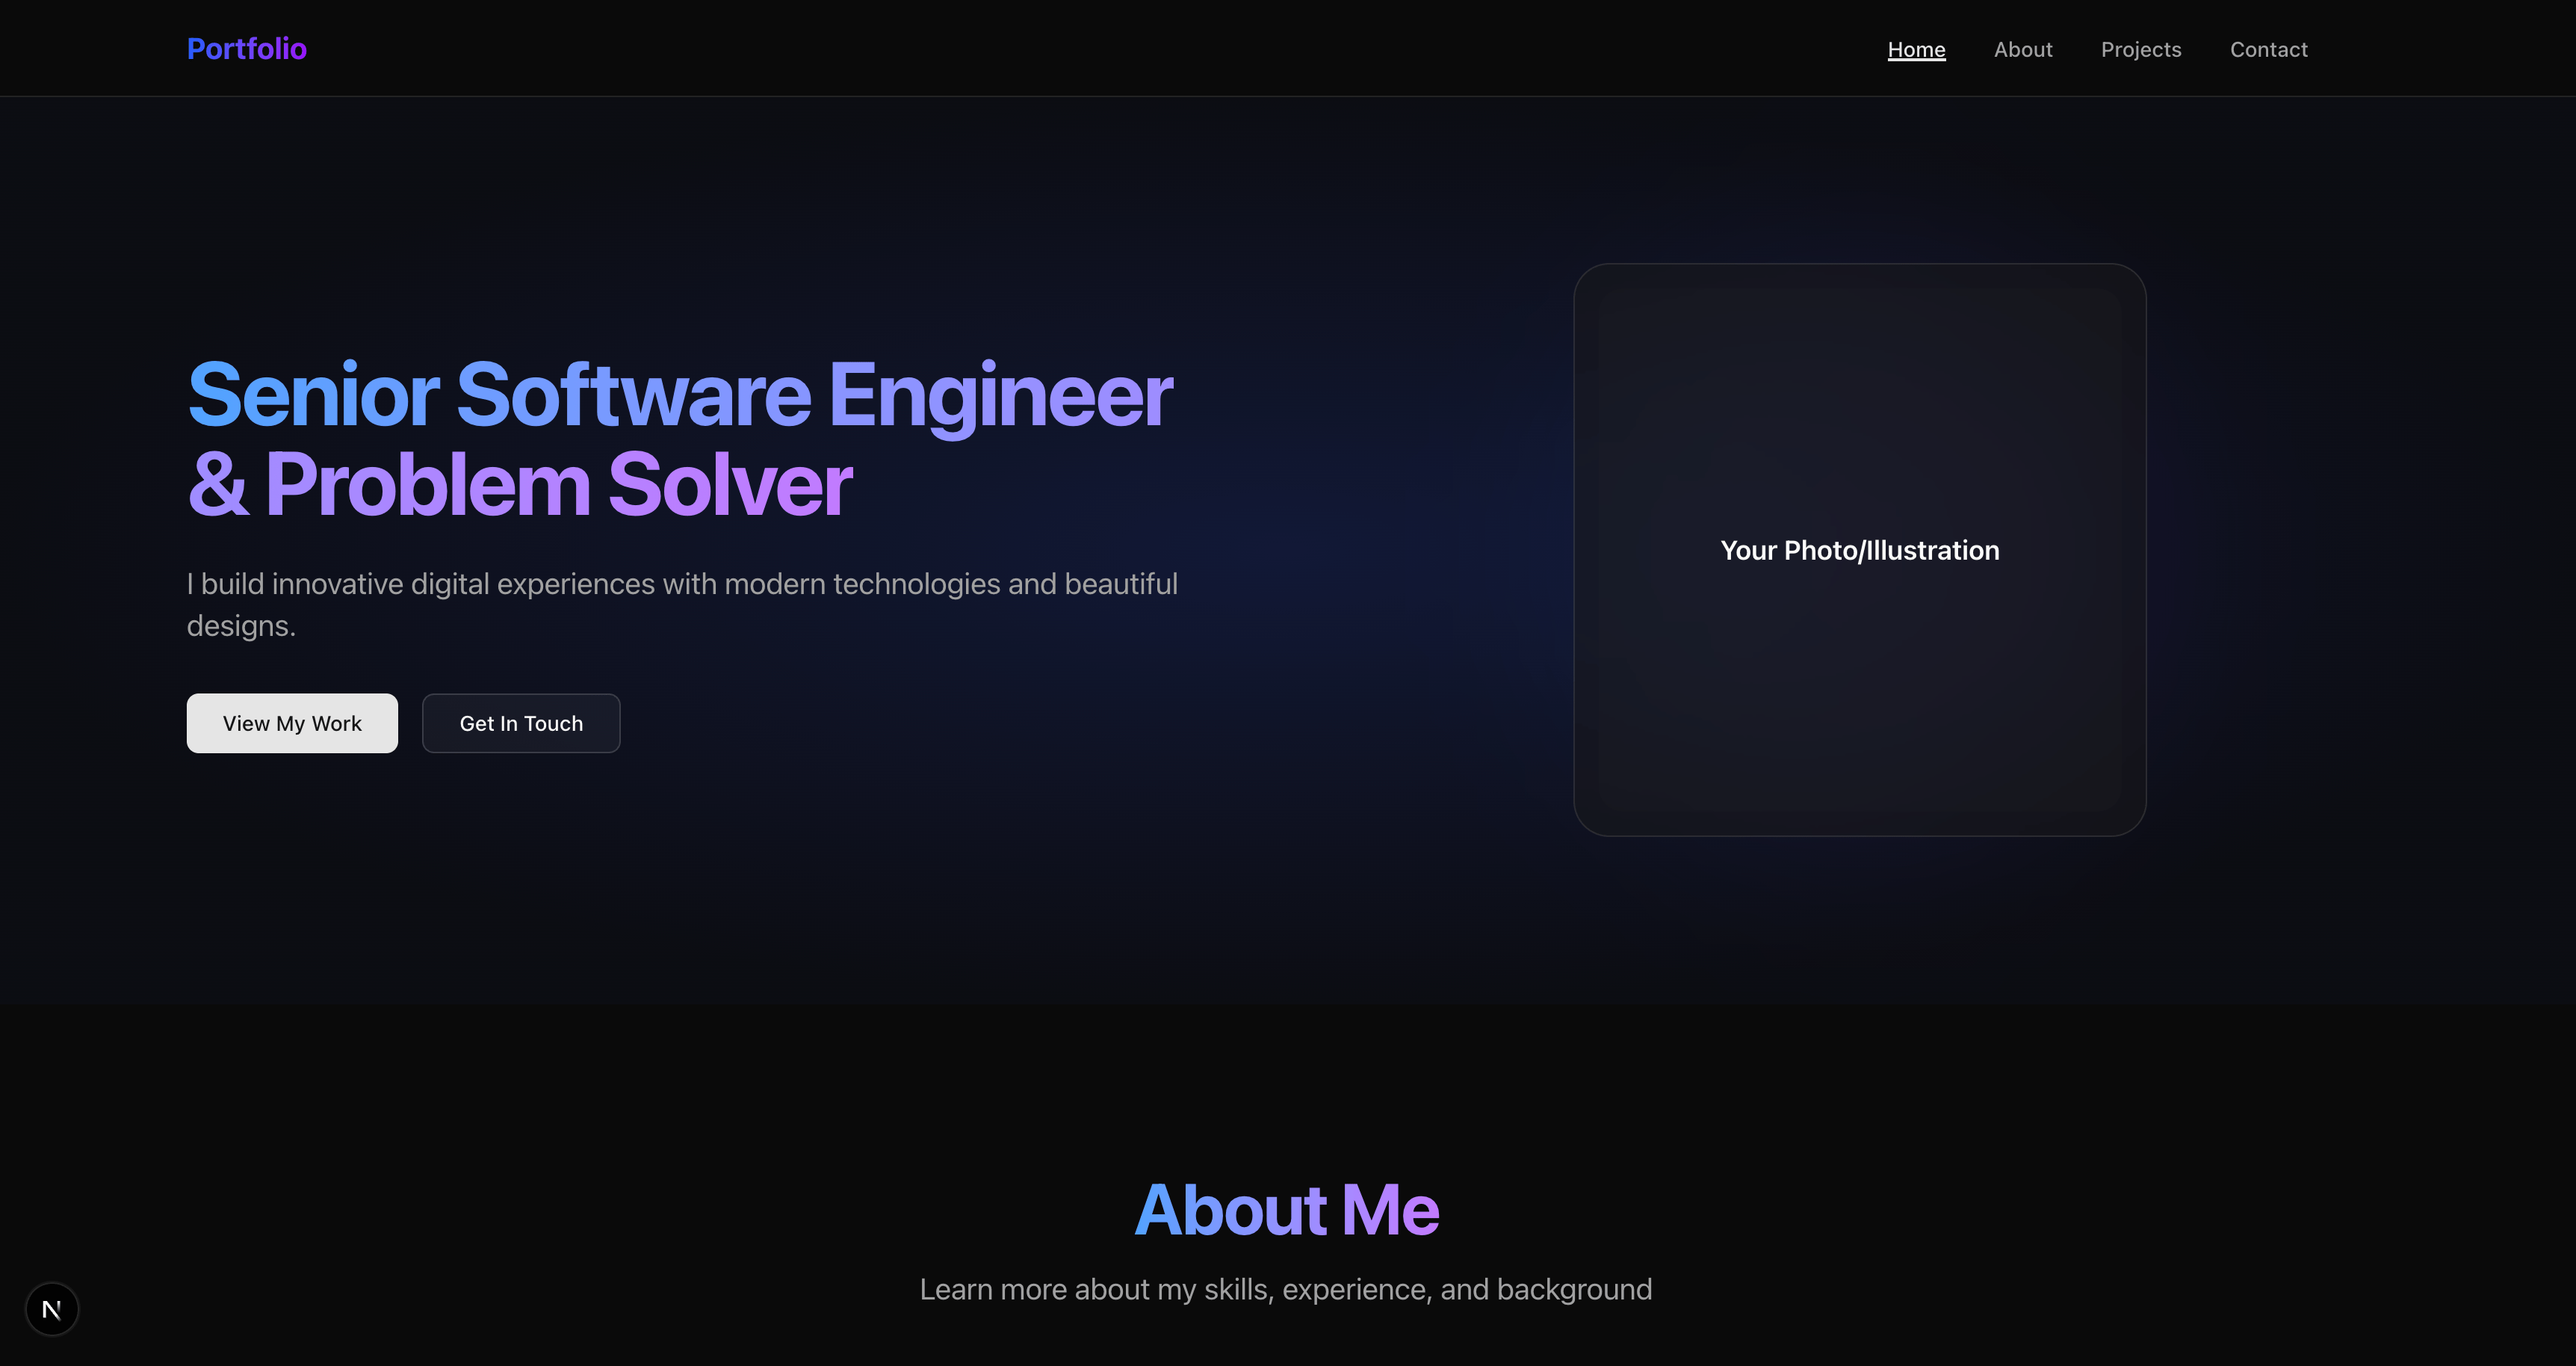 Portfolio
Home
About
Projects
Contact
Senior Software Engineer
& Problem Solver
I build innovative digital experiences with modern technologies and beautiful
designs.
View My Work
Get In Touch
Your Photo/Illustration
About Me
Learn more about my skills, experience, and background
N